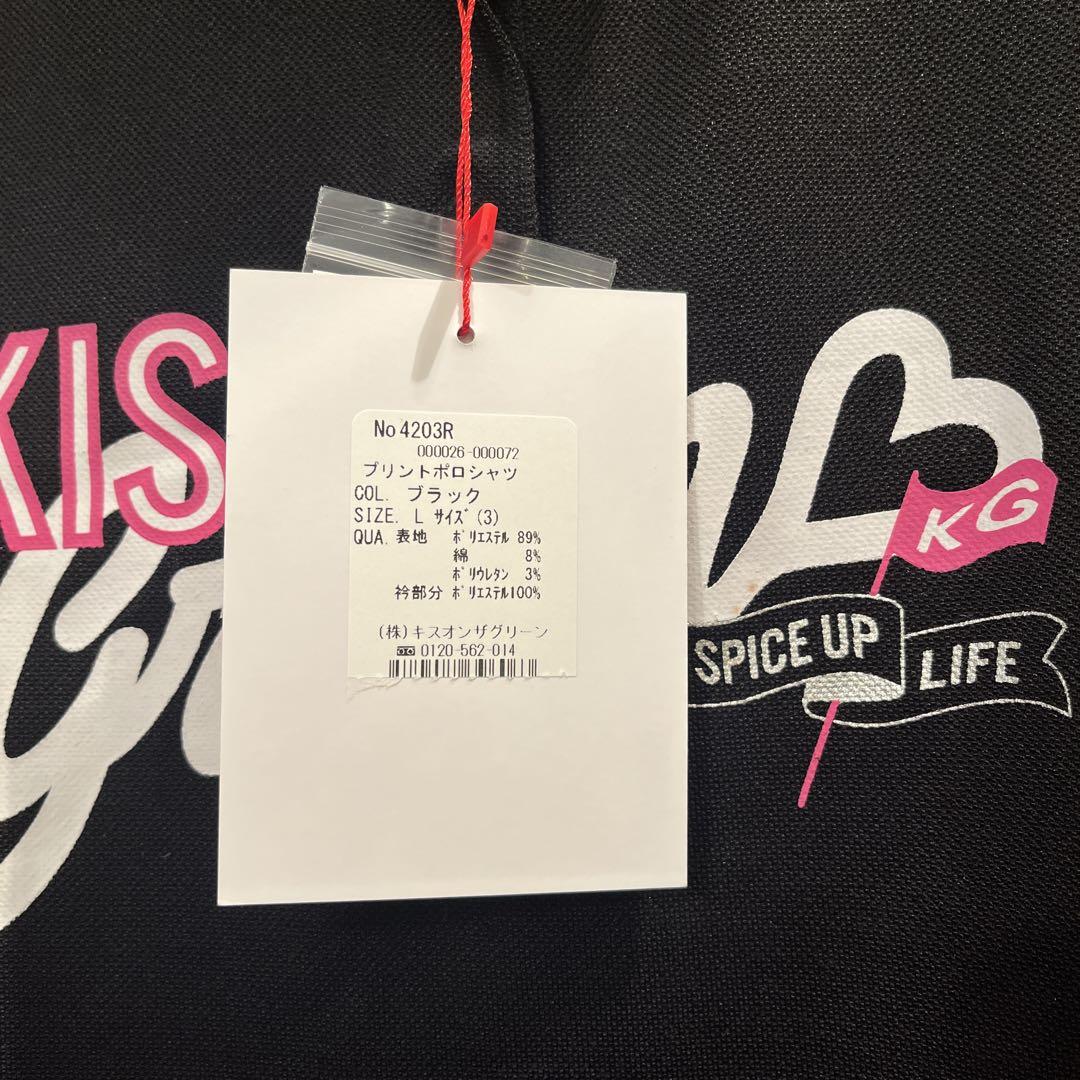 No 4203R
000026-000072
プリントポロシャツ
COL. ブラック
SIZE. L ｻｲｽﾞ(3)
QUA. 表地 ﾎﾟﾘｴｽﾃﾙ 89%
綿 8%
ﾎﾟﾘｳﾚﾀﾝ 3%
衿部分 ﾎﾟﾘｴｽﾃﾙ100%
(株)キスオンザグリーン
0120-562-014
KIS
KG
SPICE UP
LIFE